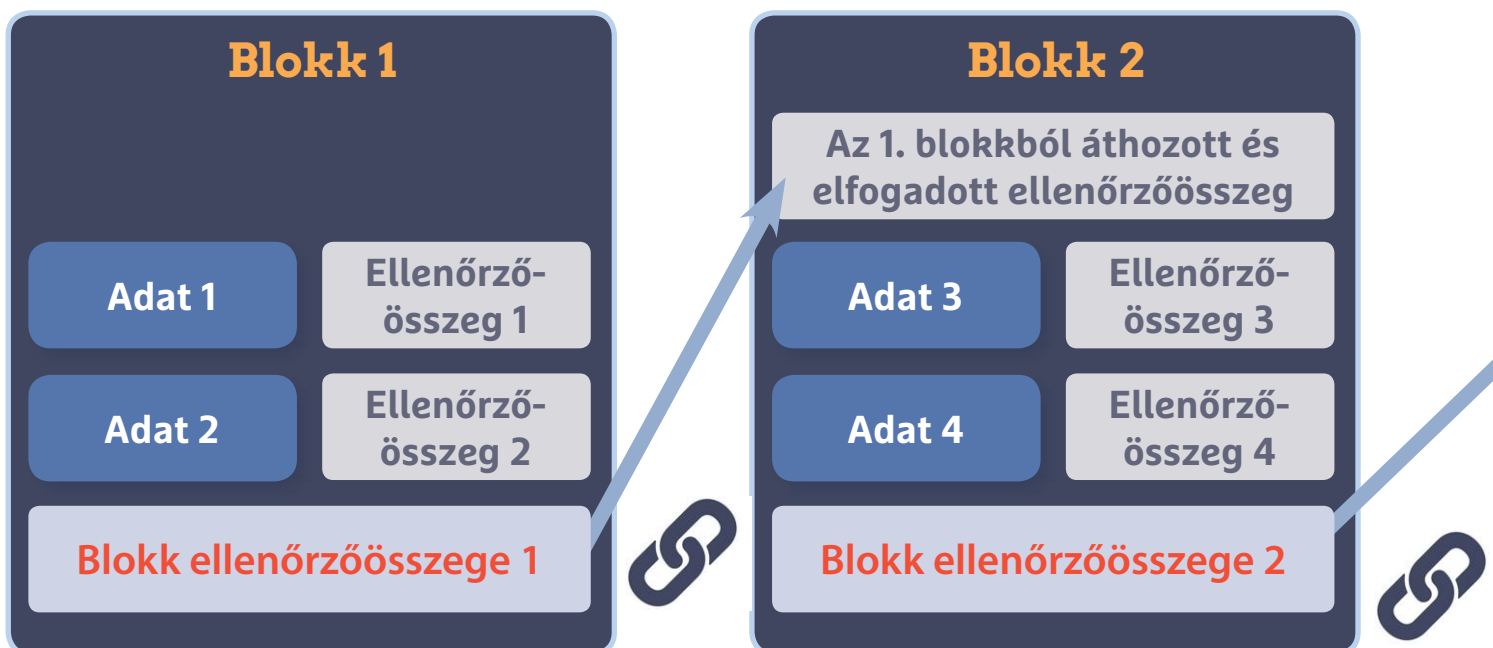 Blokk 1
Adat 1
Ellenőrző-
összeg 1
Adat 2
Ellenőrző-
összeg 2
Blokk ellenőrzőösszege 1
Blokk 2
Az 1. blokkból áthozott és
elfogadott ellenőrzőösszeg
Adat 3
Ellenőrző-
összeg 3
Adat 4
Ellenőrző-
összeg 4
Blokk ellenőrzőösszege 2